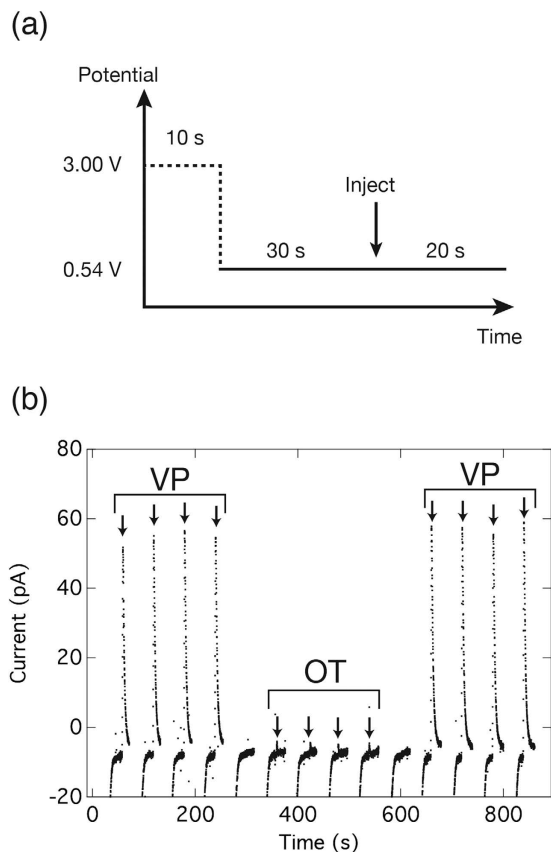 (a)
Potential
10 s
3.00 V
Inject
0.54 V
30 s
20 s
Time
(b)
80
VP
VP
60
40
20
OT
0
-20
Current (pA)
0
200
400
600
800
Time (s)